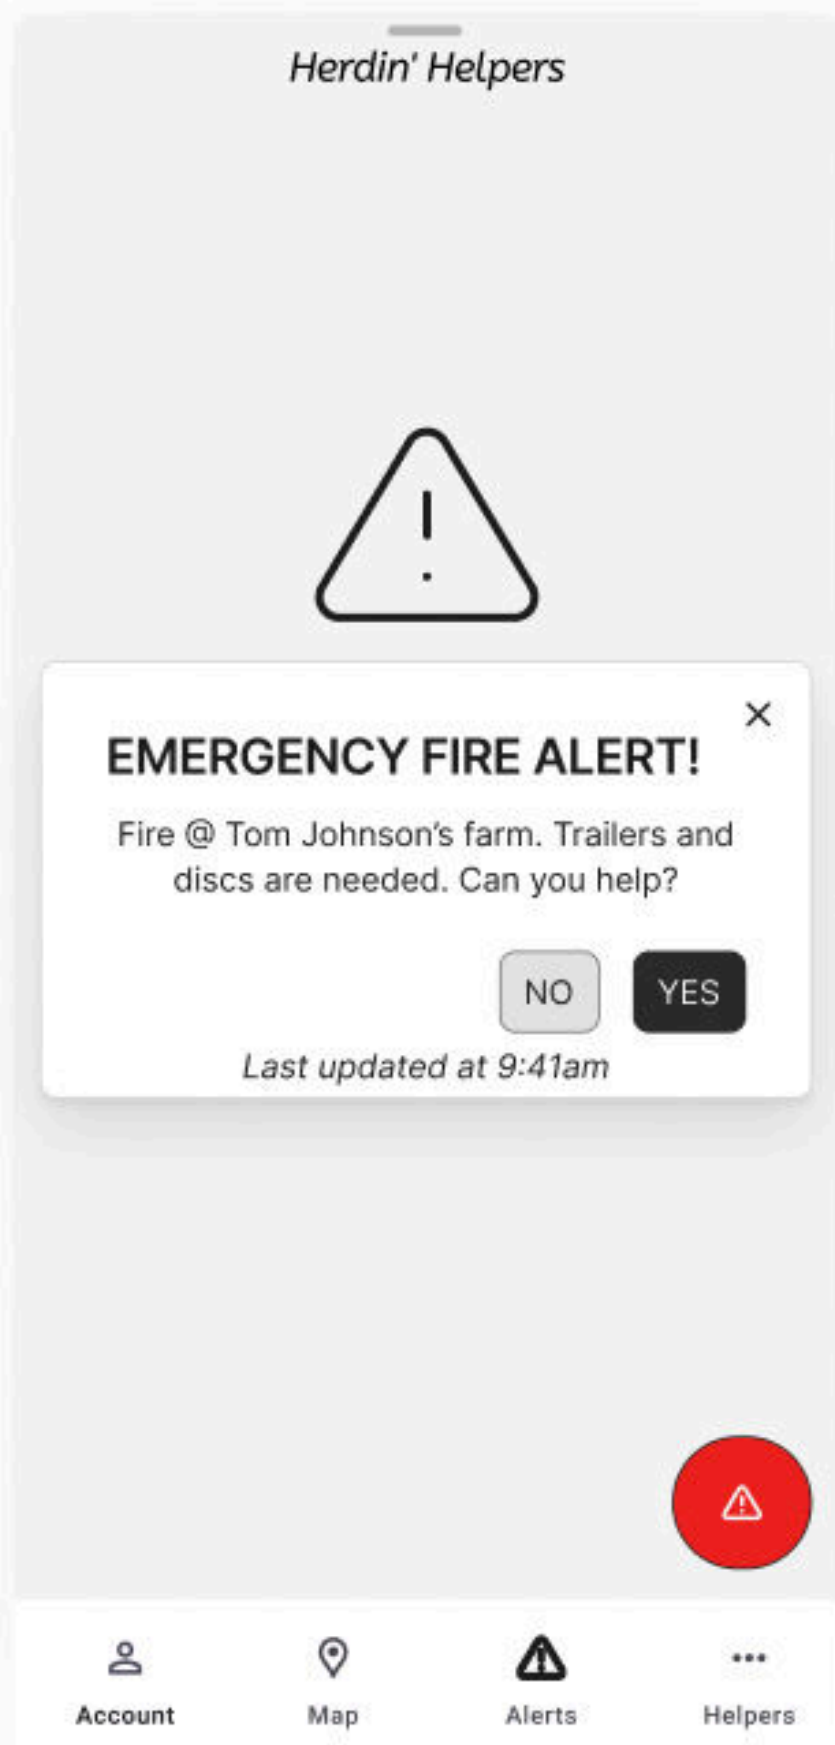 Herdin' Helpers
EMERGENCY FIRE ALERT!
Fire @ Tom Johnson’s farm. Trailers and
discs are needed. Can you help?
NO
YES
Last updated at 9:41am
Account
Map
Alerts
Helpers